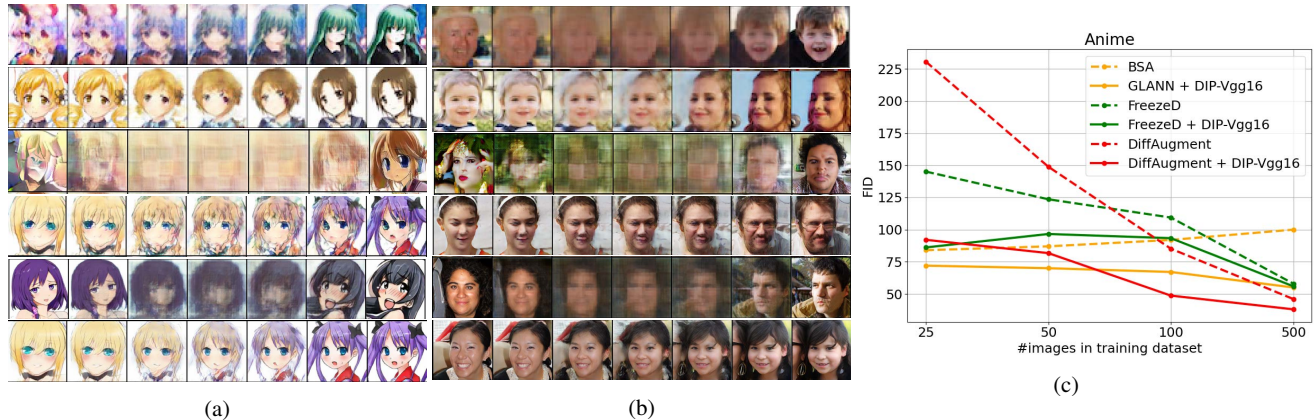 Anime
BSA
GLANN + DIP-Vgg16
FreezeD
FreezeD + DIP-Vgg16
DiffAugment
DiffAugment + DIP-Vgg16
FID
225
200
175
150
125
100
75
50
25 50 100 500
#images in training dataset
(a) (b) (c)